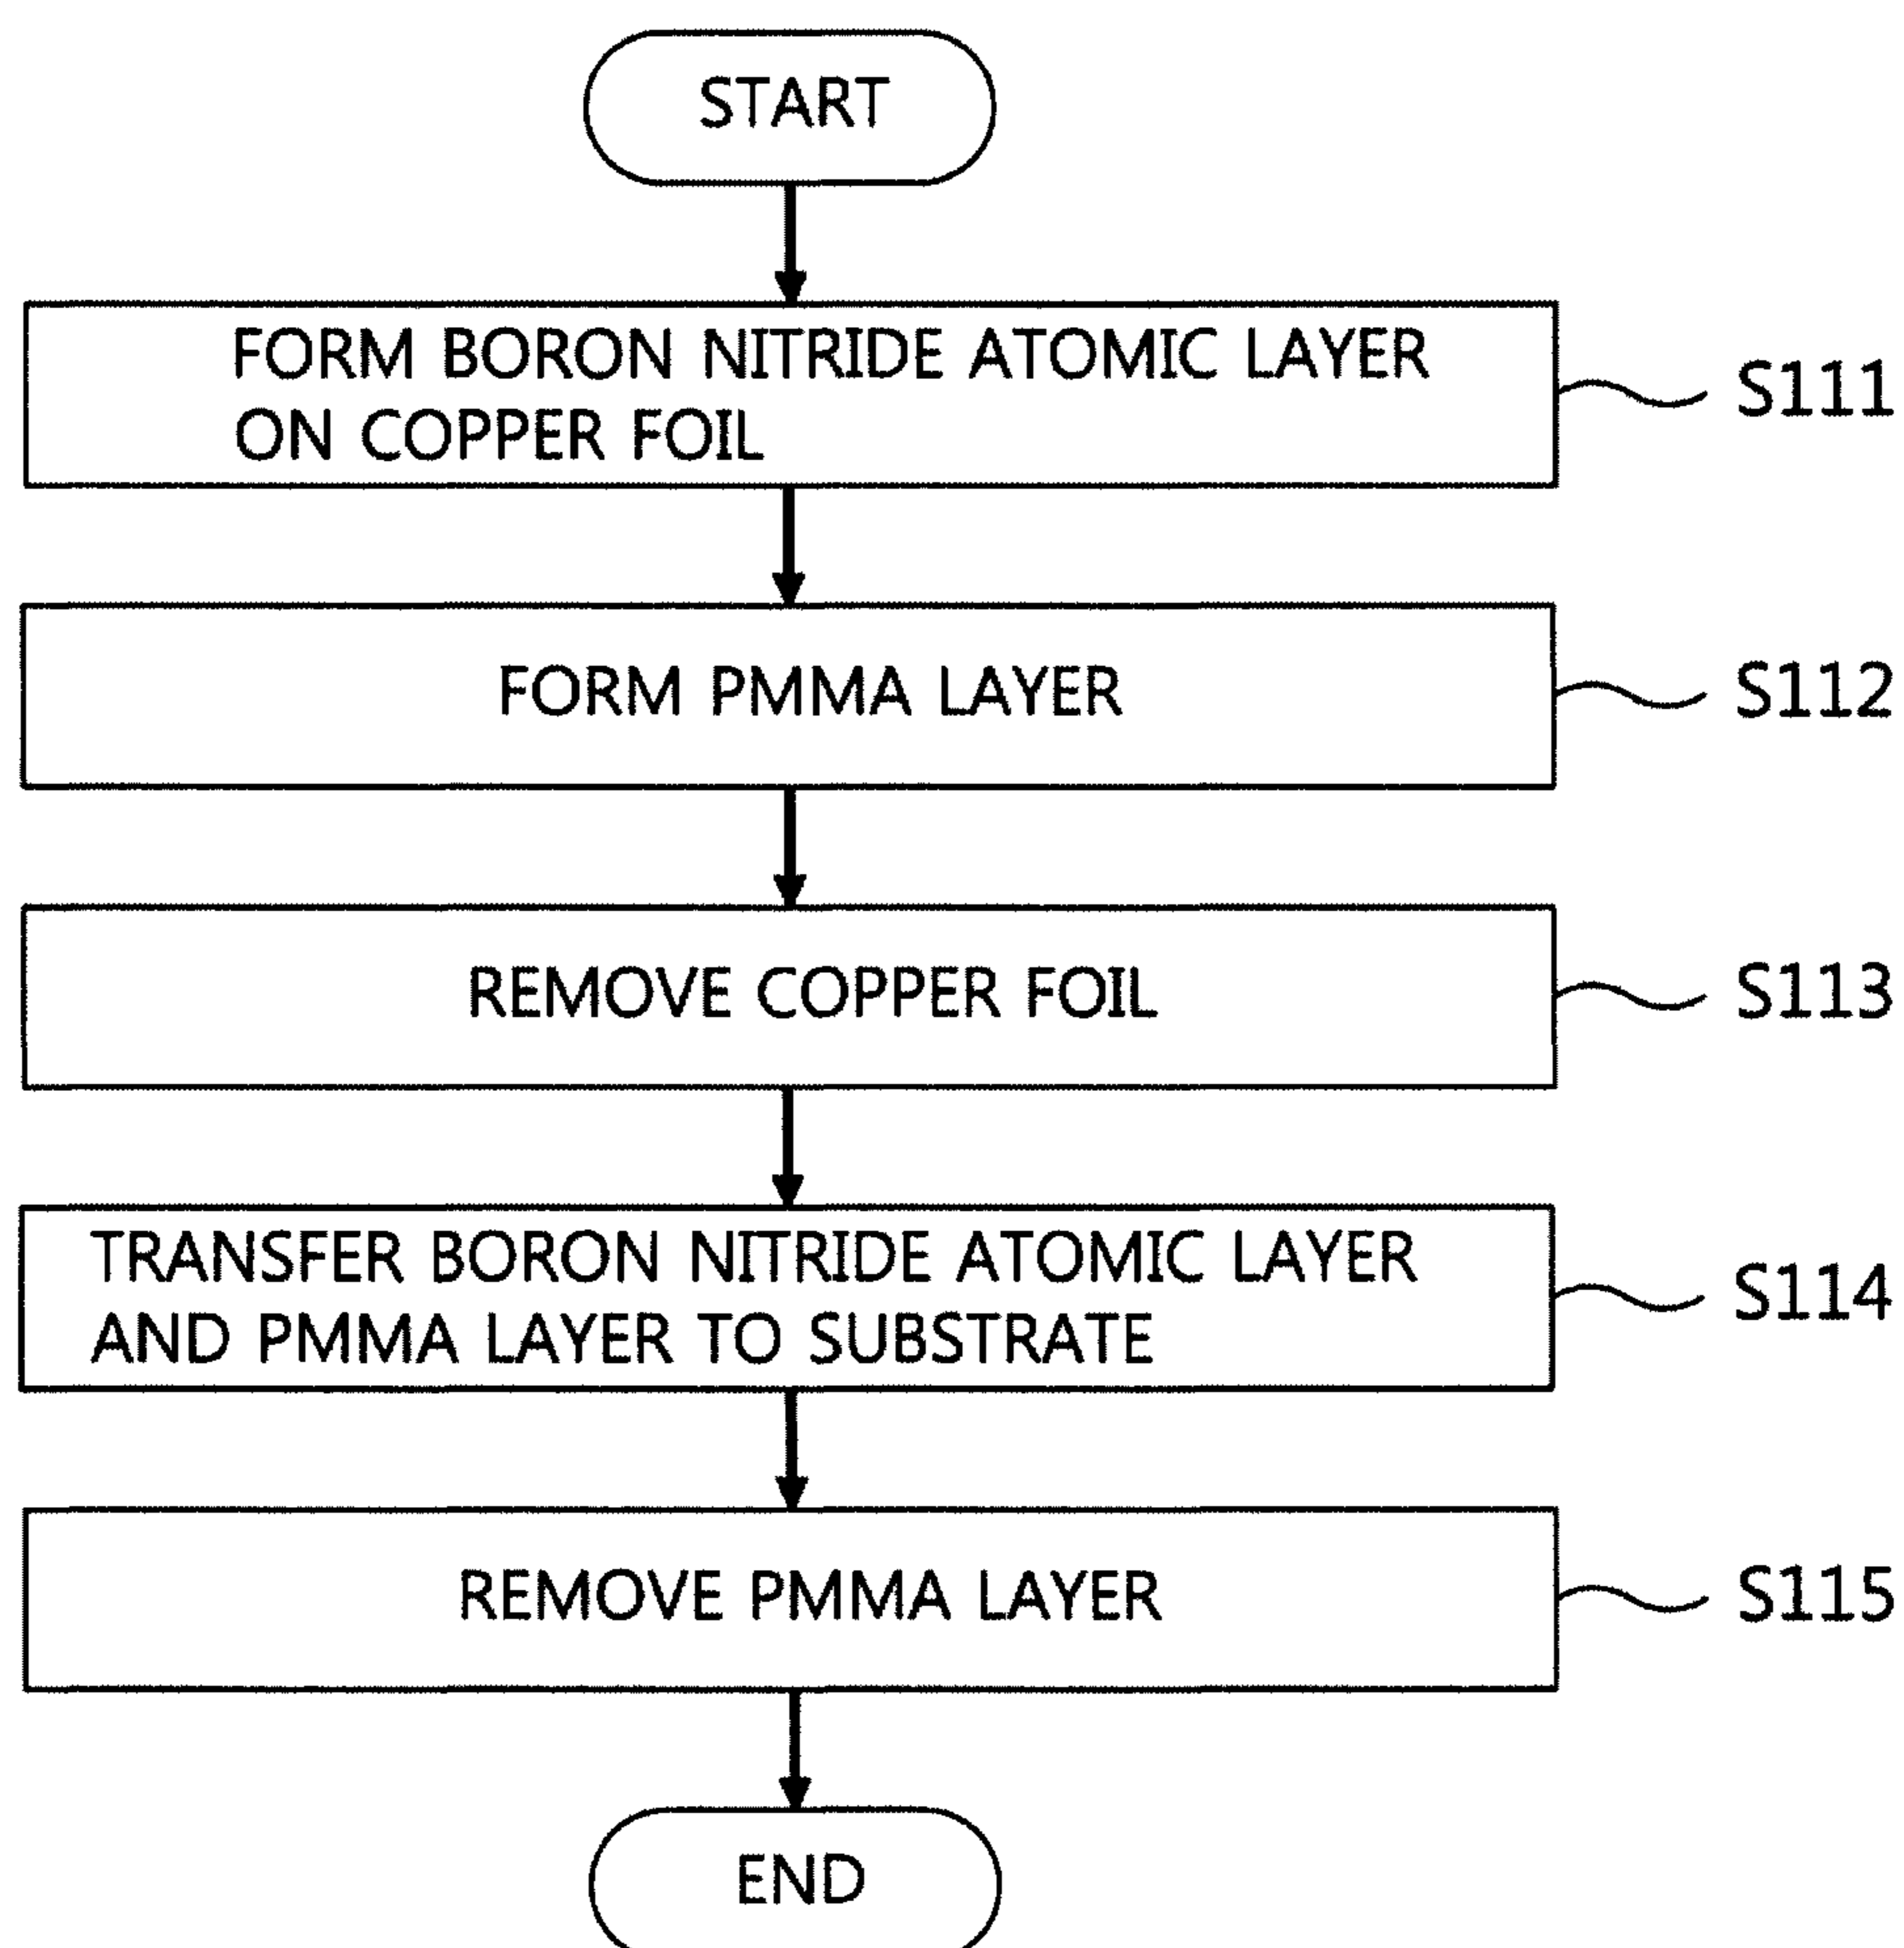 START
FORM BORON NITRIDE ATOMIC LAYER
ON COPPER FOIL
S111
FORM PMMA LAYER
S112
REMOVE COPPER FOIL
S113
TRANSFER BORON NITRIDE ATOMIC LAYER
AND PMMA LAYER TO SUBSTRATE
S114
REMOVE PMMA LAYER
S115
END